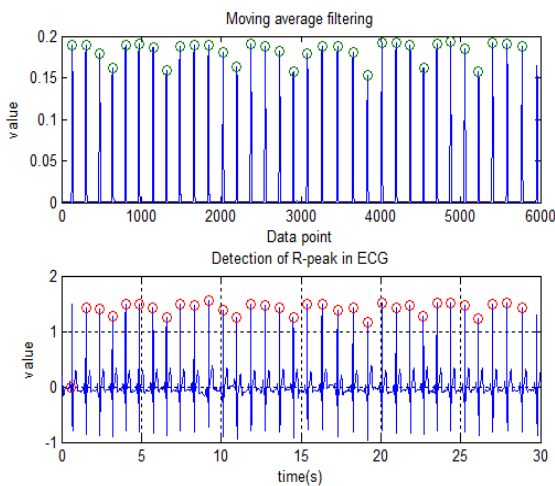 Moving average filtering
0.2
0.15
0.1
0.05
0
v alue
0 1000 2000 3000 4000 5000 6000
Data point
Detection of R-peak in ECG
2
1
0
-1
v alue
0 5 10 15 20 25 30
time(s)